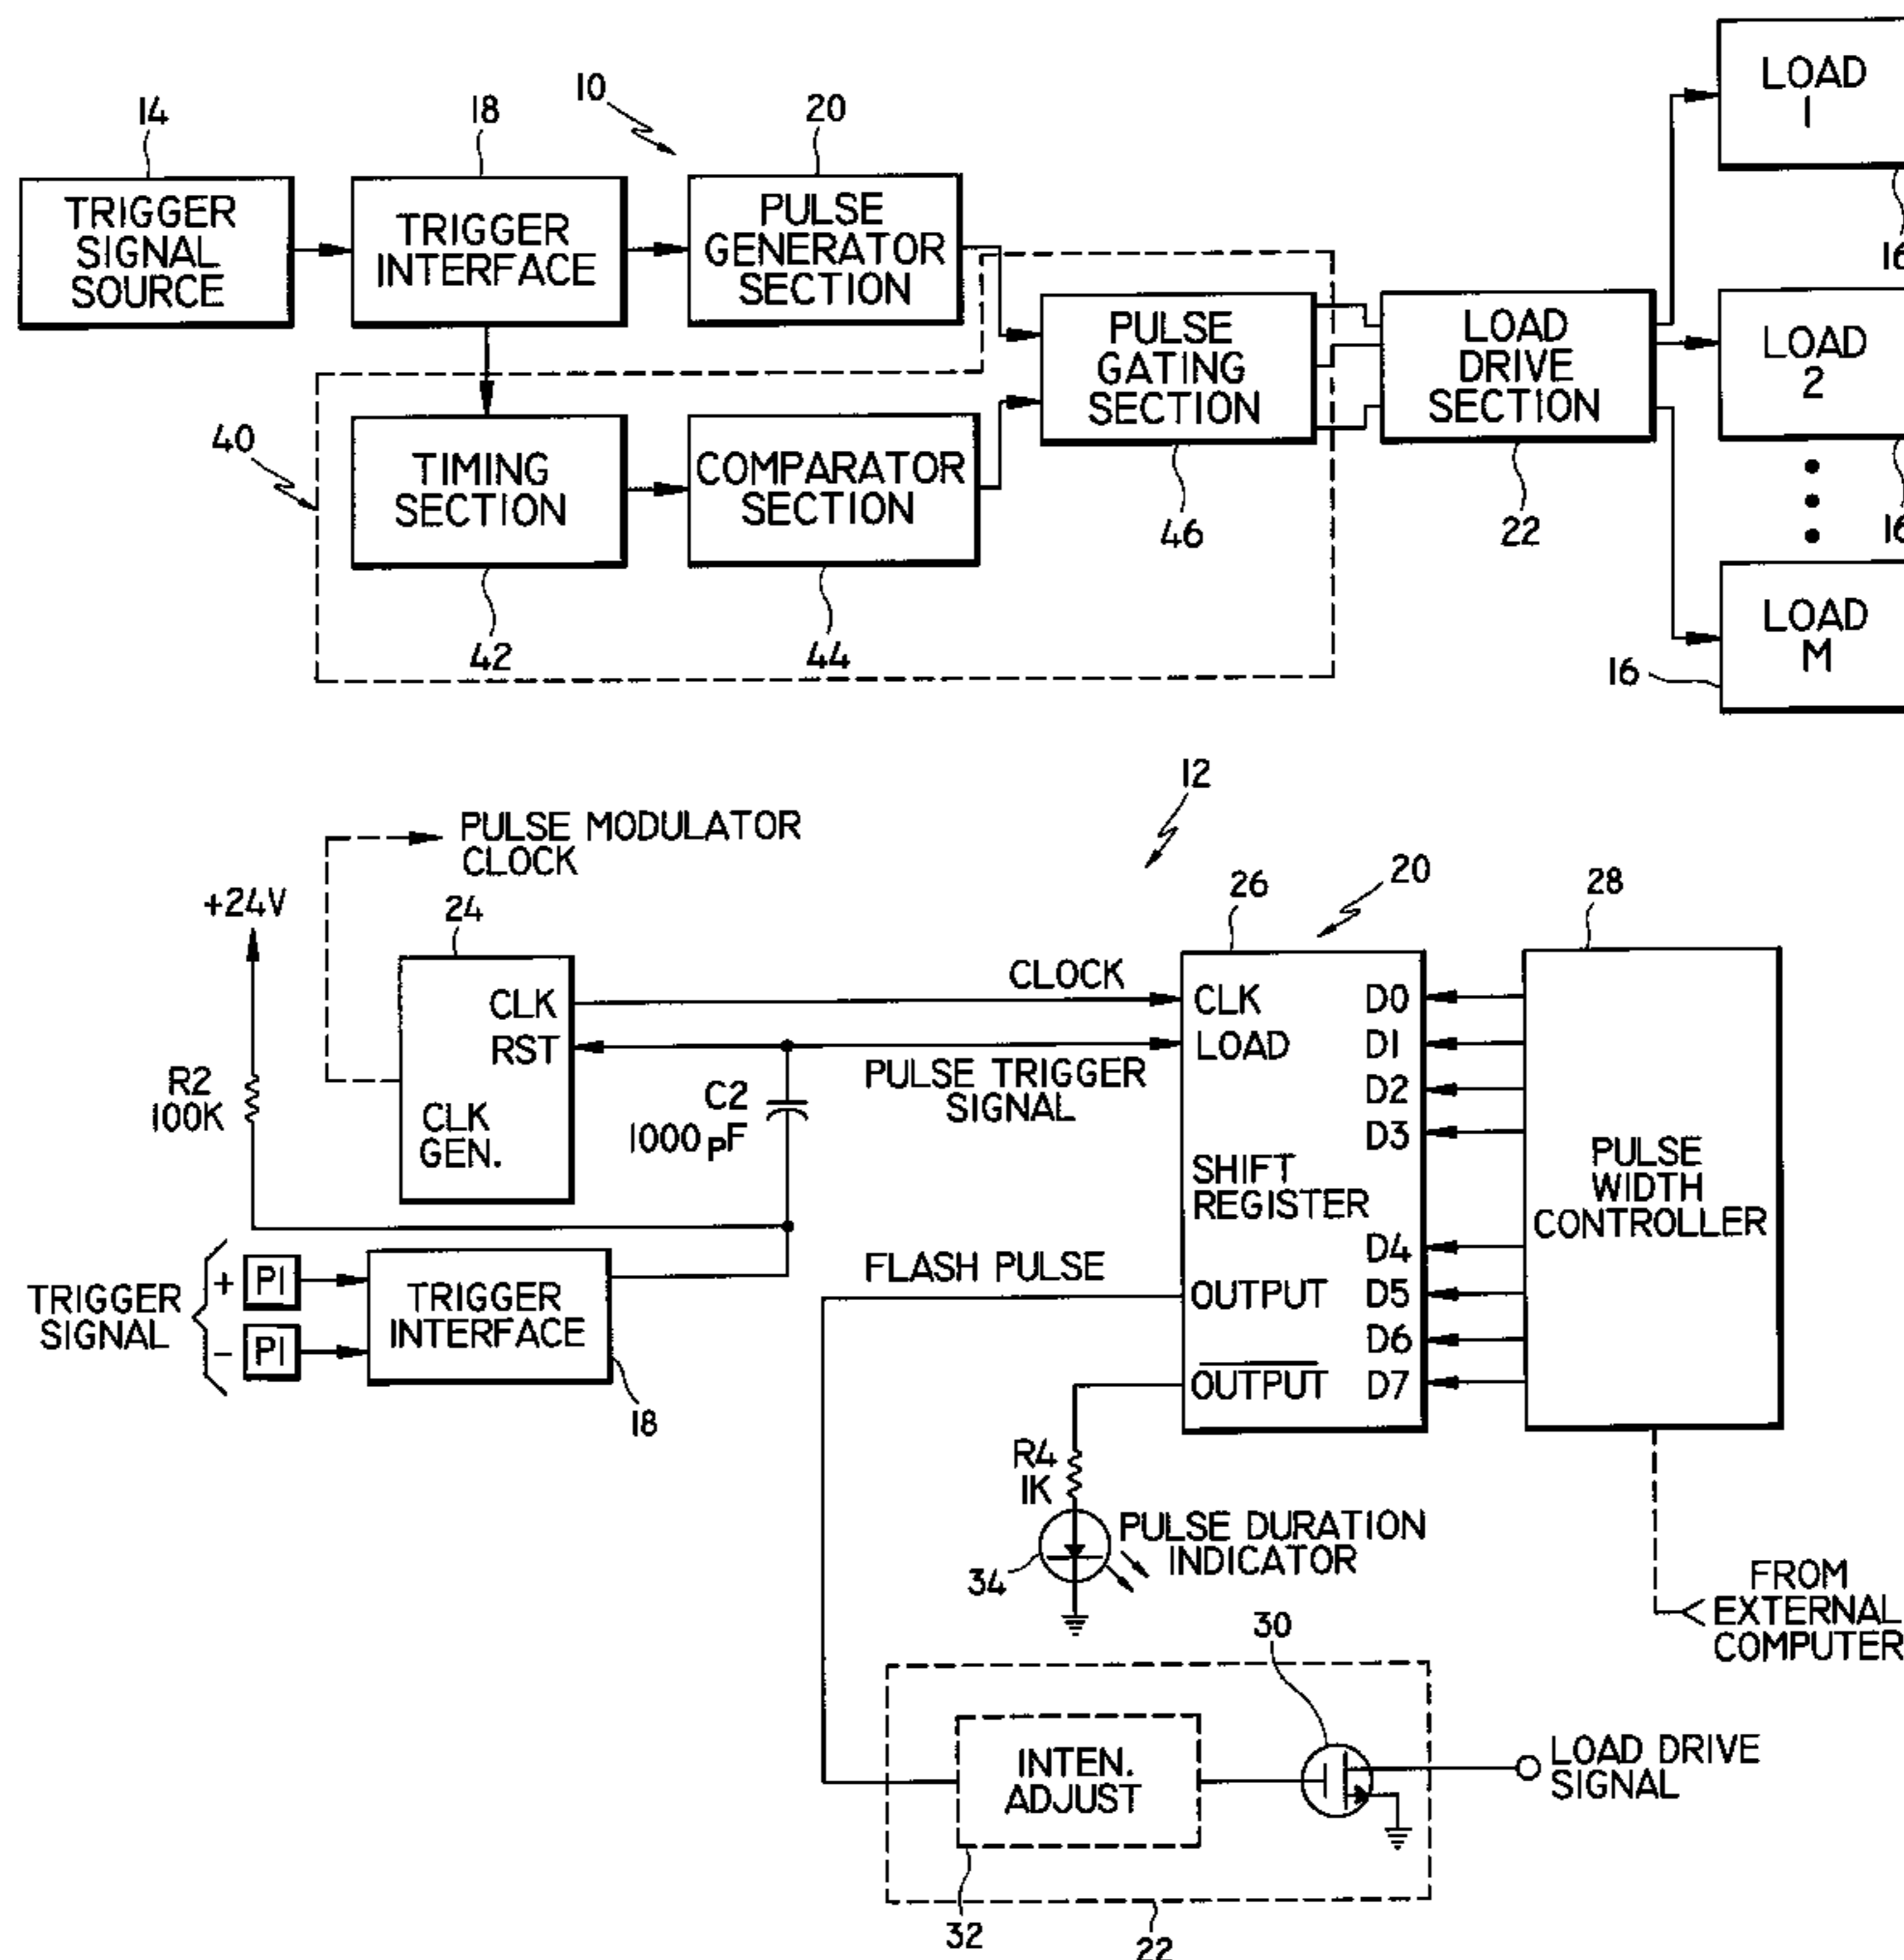 10
14
18
20
TRIGGER
SIGNAL
SOURCE
TRIGGER
INTERFACE
PULSE
GENERATOR
SECTION
PULSE
GATING
SECTION
LOAD
DRIVE
SECTION
LOAD
1
16
LOAD
2
16
LOAD
M
16
40
TIMING
SECTION
COMPARATOR
SECTION
42
44
46
22
12
PULSE MODULATOR
CLOCK
+24V
24
CLK
RST
CLK
GEN.
R2
100K
C2
1000 pF
CLOCK
PULSE TRIGGER
SIGNAL
26
20
28
CLK
LOAD
SHIFT
REGISTER
OUTPUT
OUTPUT
D0
D1
D2
D3
D4
D5
D6
D7
PULSE
WIDTH
CONTROLLER
TRIGGER
SIGNAL
+ P1
- P1
TRIGGER
INTERFACE
18
FLASH PULSE
R4
1K
PULSE DURATION
INDICATOR
34
FROM
EXTERNAL
COMPUTER
30
INTEN.
ADJUST
LOAD DRIVE
SIGNAL
32
22